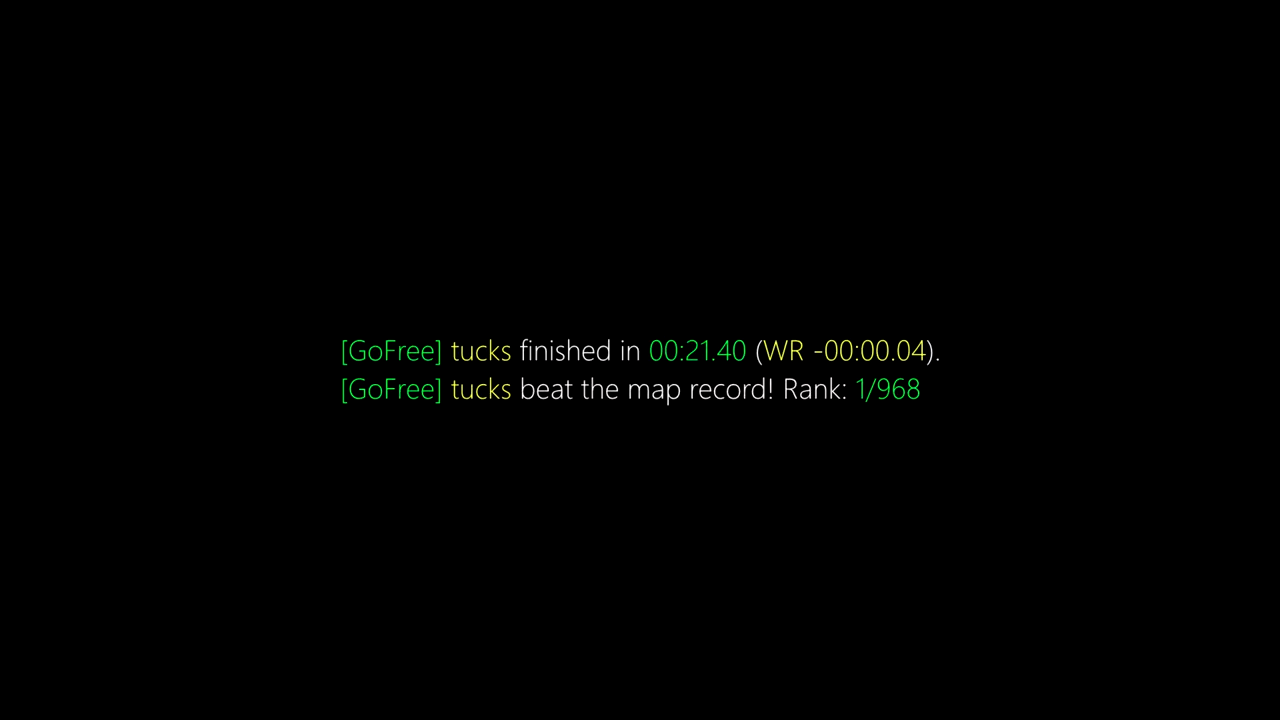 [GoFree] tucks finished in 00:21.40 (WR -00:00.04).
[GoFree] tucks beat the map record! Rank: 1/968